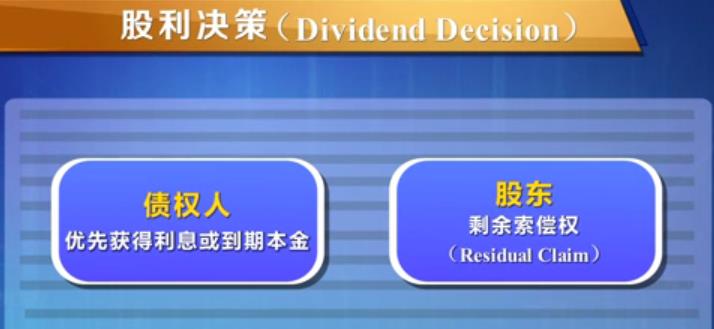 股利决策（Dividend Decision）
债权人
优先获得利息或到期本金
股东
剩余索偿权
（Residual Claim）